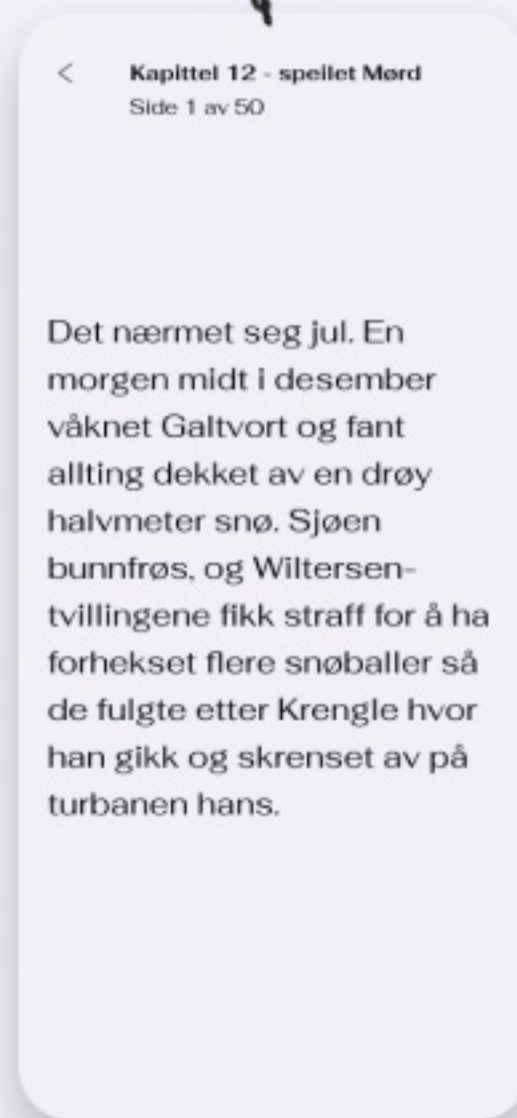 Kapittel 12 - speilet Mørd
Side 1 av 50
Det nærmet seg jul. En
morgen midt i desember
våknet Galtvort og fant
allting dekket av en drøy
halvmeter snø. Sjøen
bunnfrøs, og Wiltersen-
tvillingene fikk straff for å ha
forhekset flere snøballer så
de fulgte etter Krengle hvor
han gikk og skrenset av på
turbanen hans.